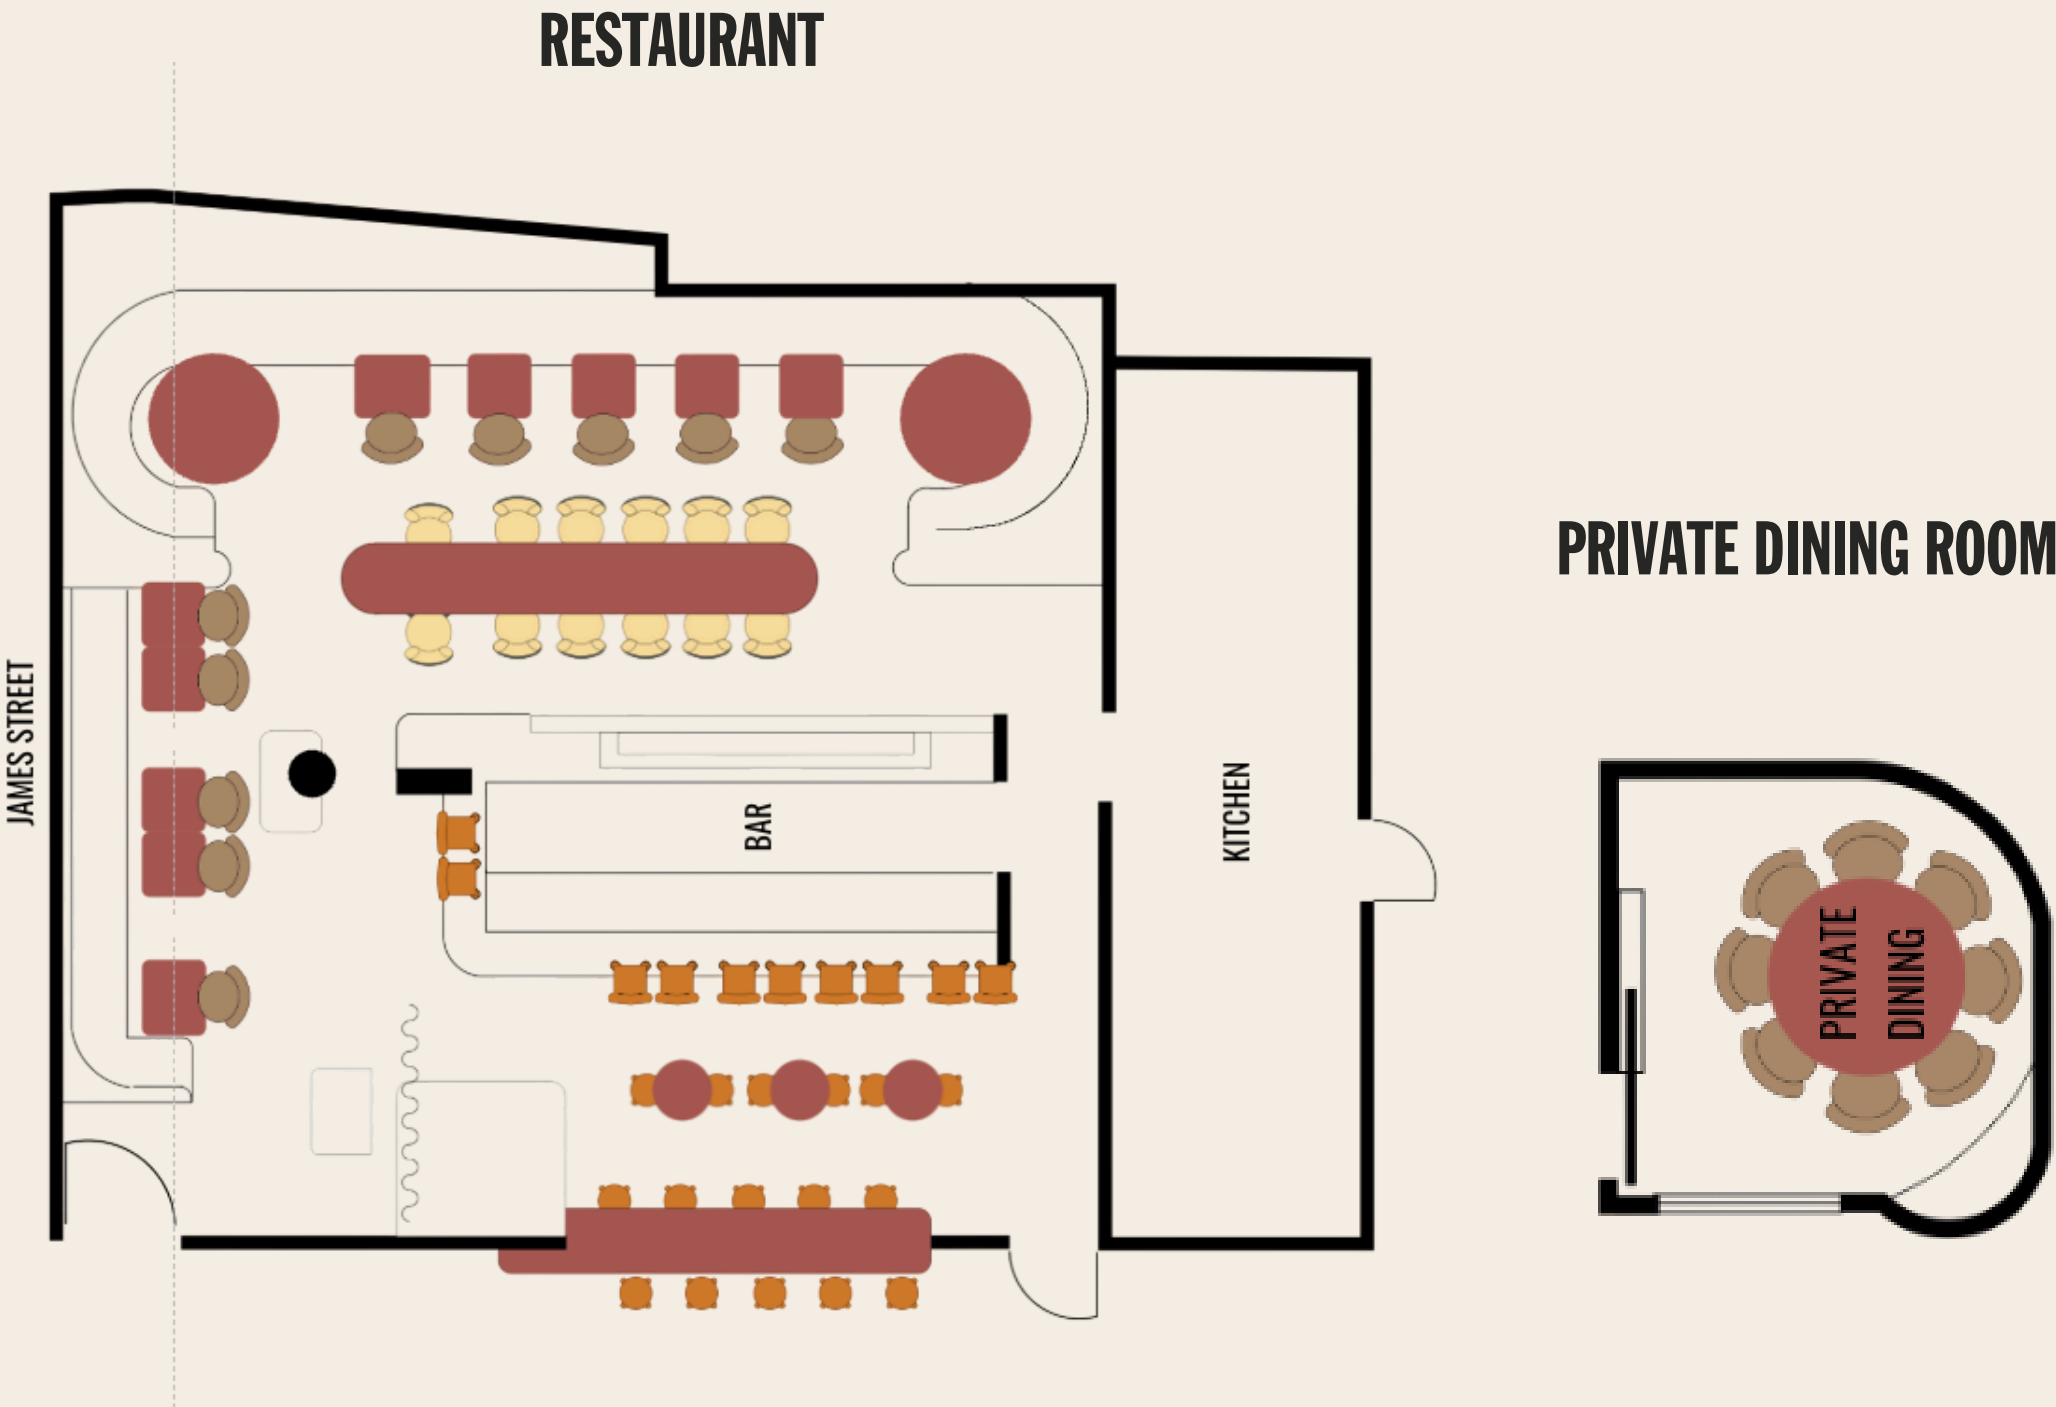 RESTAURANT
PRIVATE DINING ROOM
JAMES STREET
BAR
KITCHEN
PRIVATE
DINING